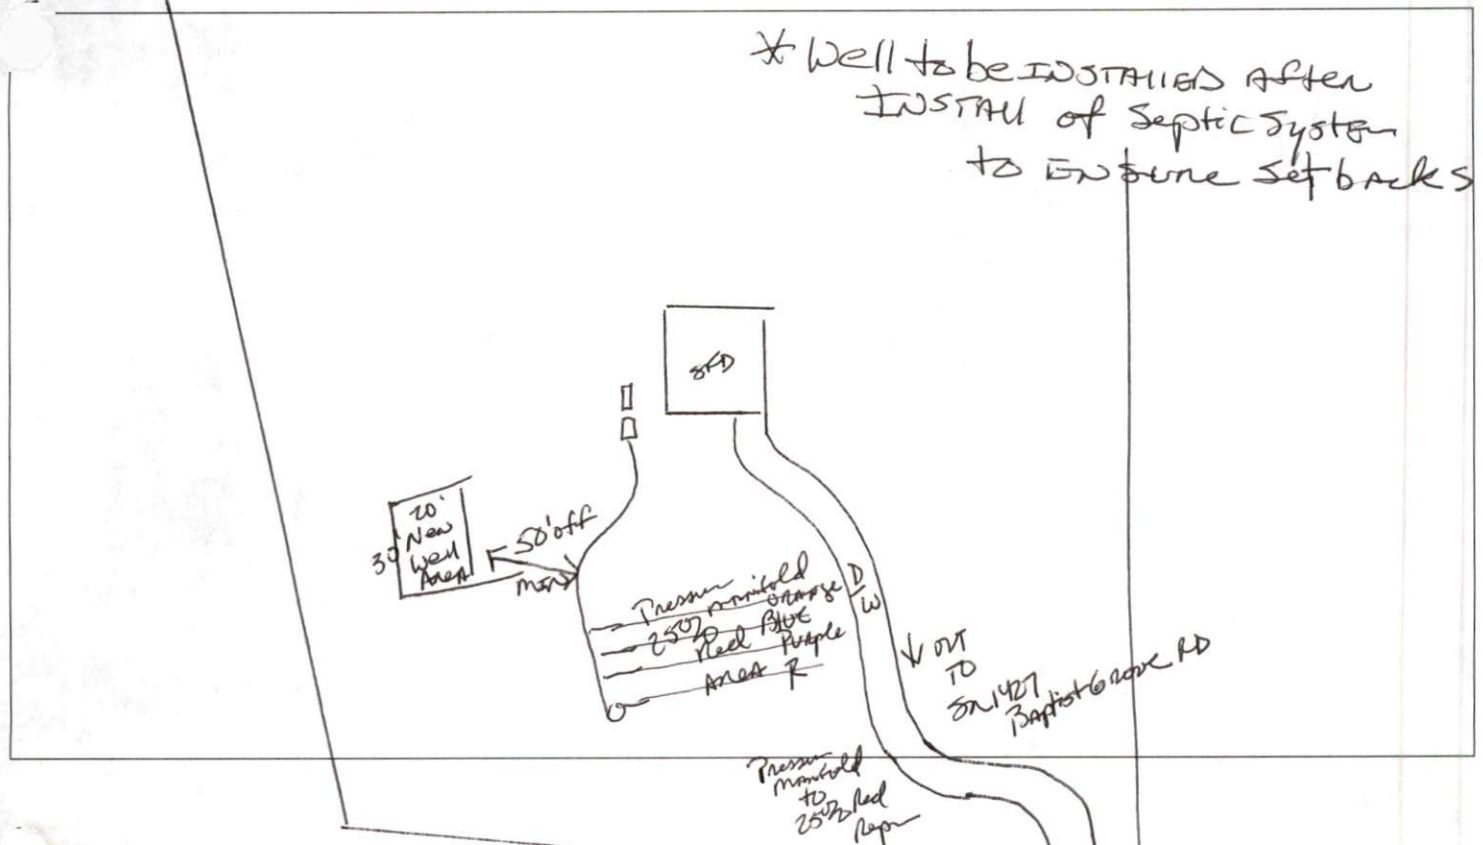 * Well to be INSTALLED After
INSTALL of Septic System
to ENSURE Setbacks
SFD
20'
New
30' Well
AREA
50' off
MIN
Pressure manifold
25% Red
ORANGE
BLUE
Purple
AREA R
D/W
OUT
TO
SR 1427
Baptist Grove RD
Pressure
manifold
to
25% Red
Repair